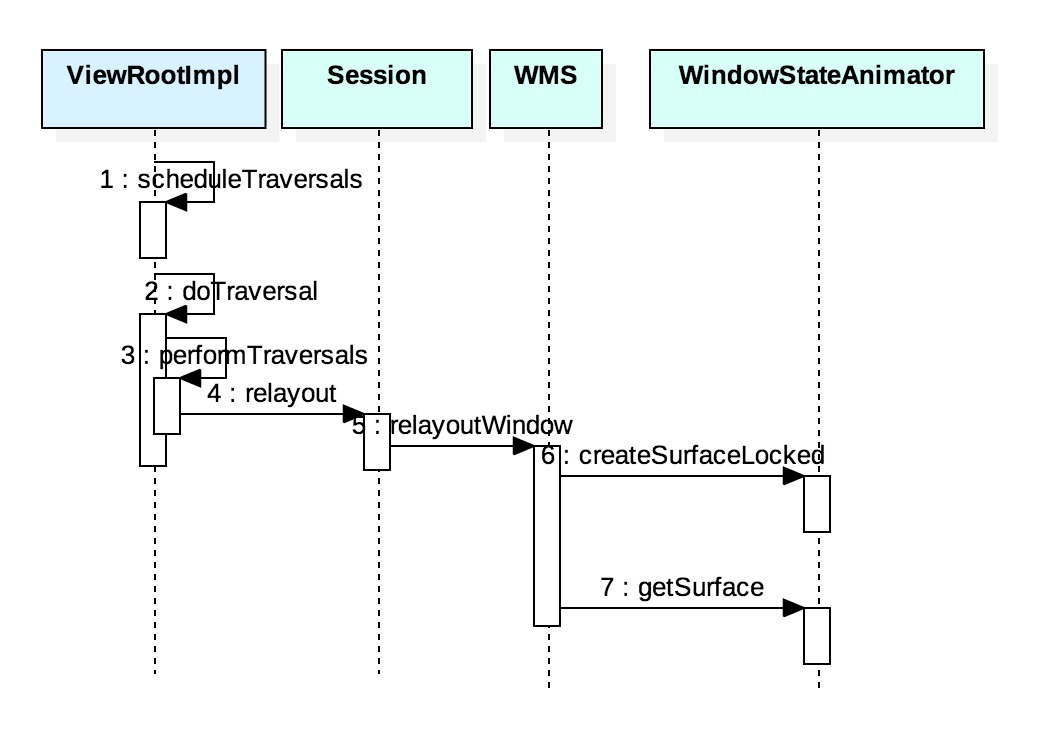 ViewRootImpl
Session
WMS
WindowStateAnimator
1 : scheduleTraversals
2 : doTraversal
3 : performTraversals
4 : relayout
5 : relayoutWindow
6 : createSurfaceLocked
7 : getSurface